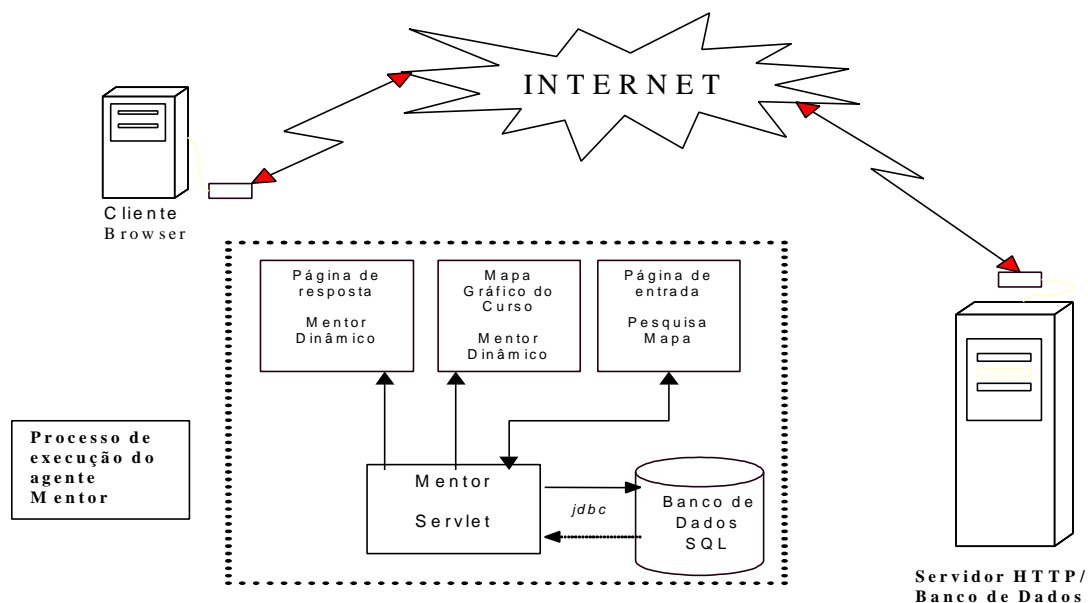 INTERNET
Cliente
Browser
Página de
resposta
Mentor
Dinâmico
Mapa
Gráfico do
Curso
Mentor
Dinâmico
Página de
entrada
Pesquisa
Mapa
Processo de
execução do
agente
Mentor
Mentor
Servlet
jdbc
Banco de
Dados
SQL
Servidor HTTP/
Banco de Dados